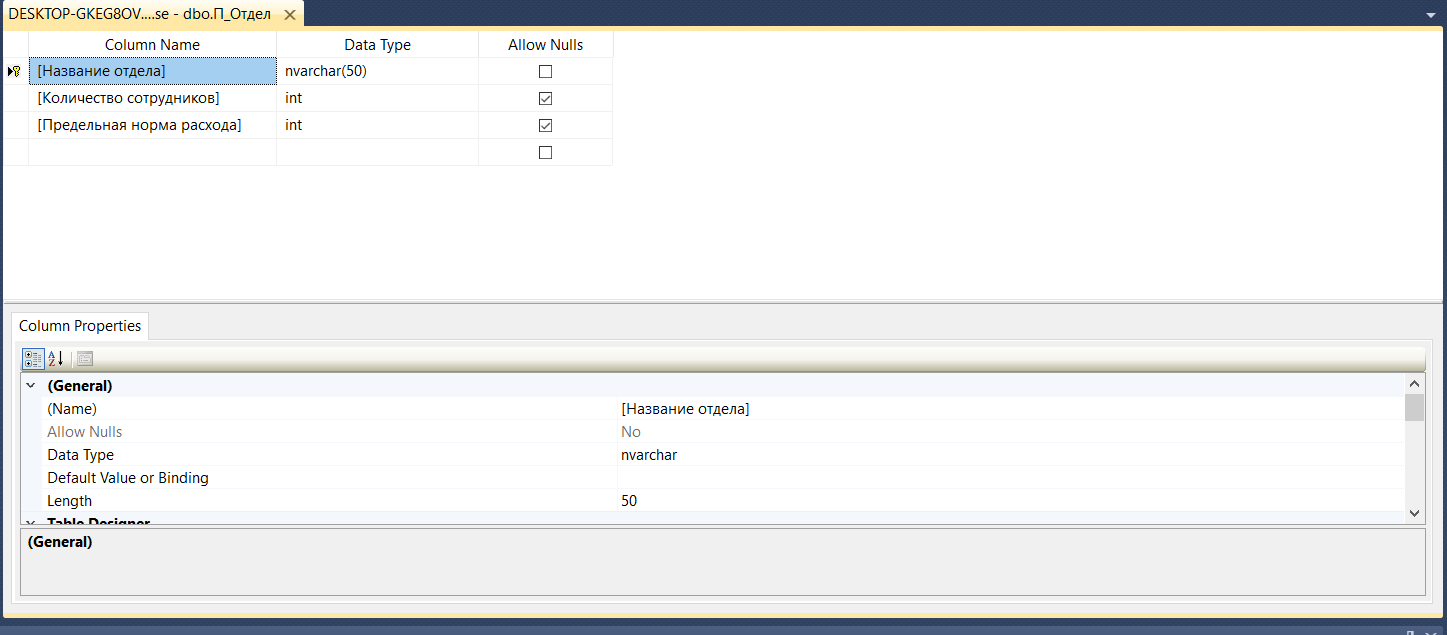 DESKTOP-GKEG8OV....se - dbo.П_Отдел
Column Name Data Type Allow Nulls
[Название отдела] nvarchar(50)
[Количество сотрудников] int
[Предельная норма расхода] int
Column Properties
(General)
(Name) [Название отдела]
Allow Nulls No
Data Type nvarchar
Default Value or Binding
Length 50
Table Designer
(General)